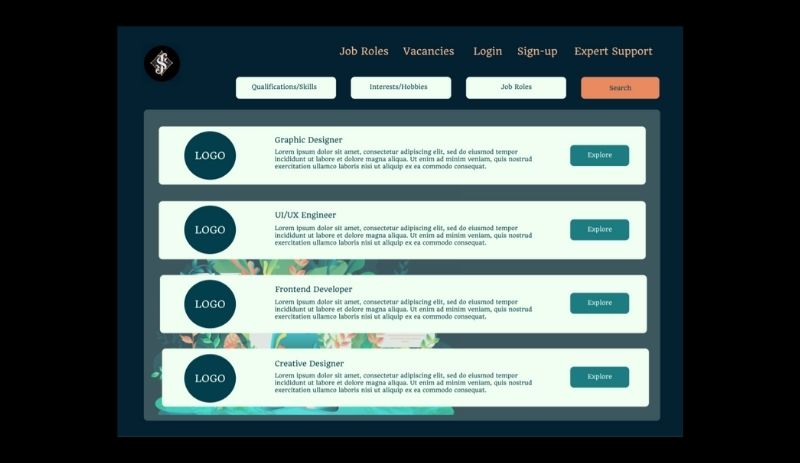 Job Roles Vacancies Login Sign-up Expert Support
Qualifications/Skills Interests/Hobbies Job Roles Search
LOGO
Graphic Designer
Lorem ipsum dolor sit amet, consectetur adipiscing elit, sed do eiusmod tempor
incididunt ut labore et dolore magna aliqua. Ut enim ad minim veniam, quis nostrud
exercitation ullamco laboris nisi ut aliquip ex ea commodo consequat.
Explore
LOGO
UI/UX Engineer
Lorem ipsum dolor sit amet, consectetur adipiscing elit, sed do eiusmod tempor
incididunt ut labore et dolore magna aliqua. Ut enim ad minim veniam, quis nostrud
exercitation ullamco laboris nisi ut aliquip ex ea commodo consequat.
Explore
LOGO
Frontend Developer
Lorem ipsum dolor sit amet, consectetur adipiscing elit, sed do eiusmod tempor
incididunt ut labore et dolore magna aliqua. Ut enim ad minim veniam, quis nostrud
exercitation ullamco laboris nisi ut aliquip ex ea commodo consequat.
Explore
LOGO
Creative Designer
Lorem ipsum dolor sit amet, consectetur adipiscing elit, sed do eiusmod tempor
incididunt ut labore et dolore magna aliqua. Ut enim ad minim veniam, quis nostrud
exercitation ullamco laboris nisi ut aliquip ex ea commodo consequat.
Explore